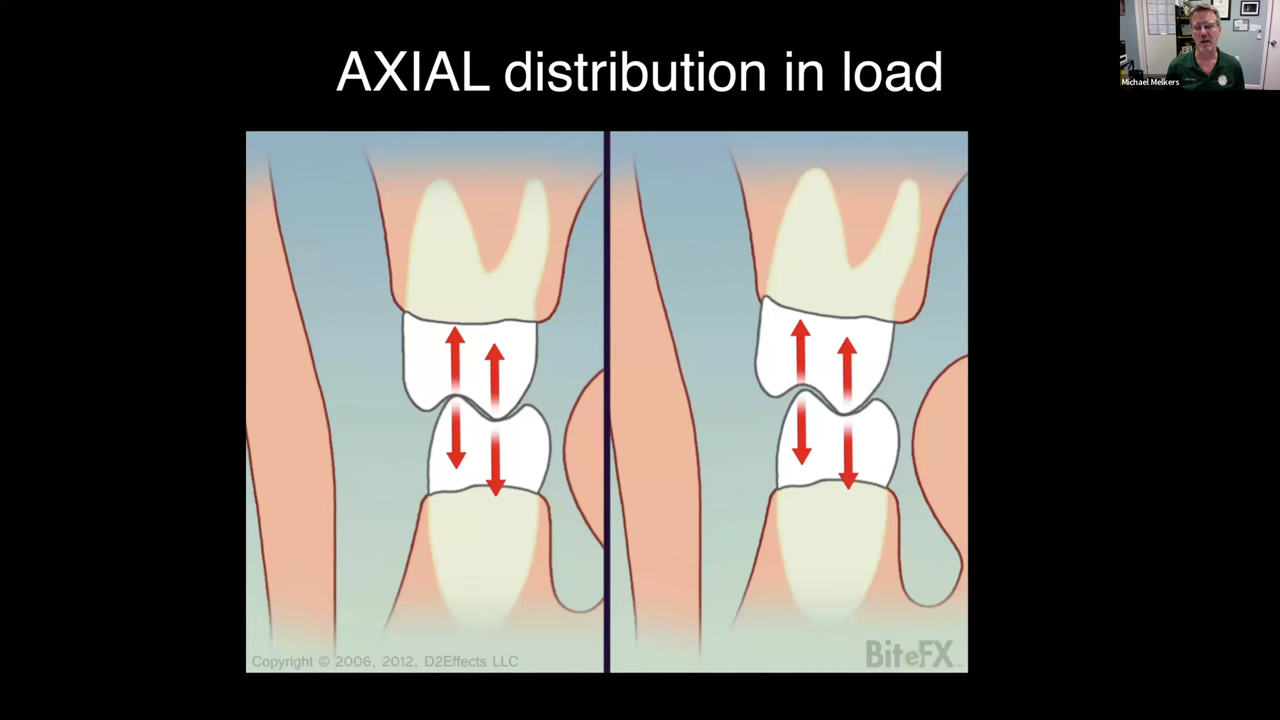 AXIAL distribution in load
Michael Melkers
Copyright © 2006, 2012, D2Effects LLC
BiteFX